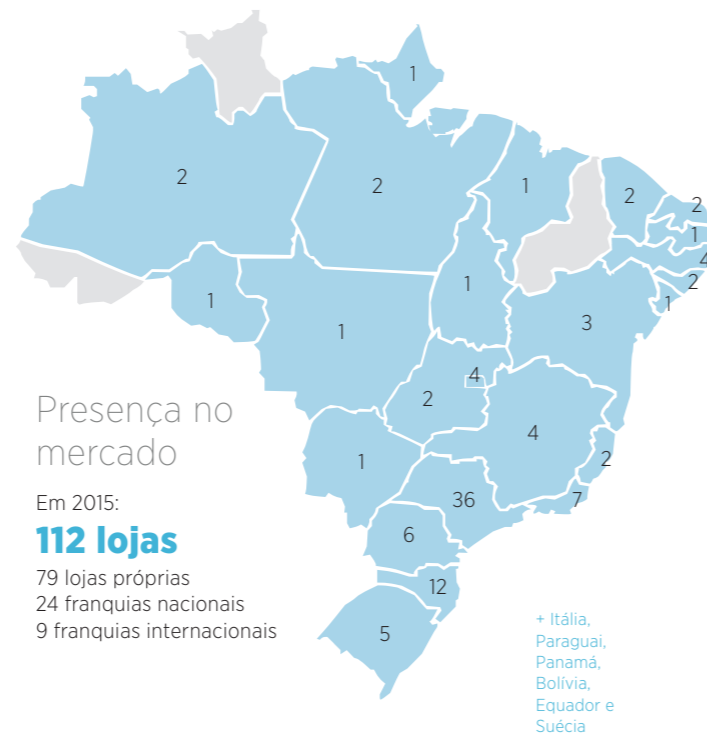 1
2
2
1
2
2
1
4
2
1
1
3
1
1
4
2
4
2
1
36
7
6
12
5
Presença no
mercado
Em 2015:
112 lojas
79 lojas próprias
24 franquias nacionais
9 franquias internacionais
+ Itália,
Paraguai,
Panamá,
Bolívia,
Equador e
Suécia